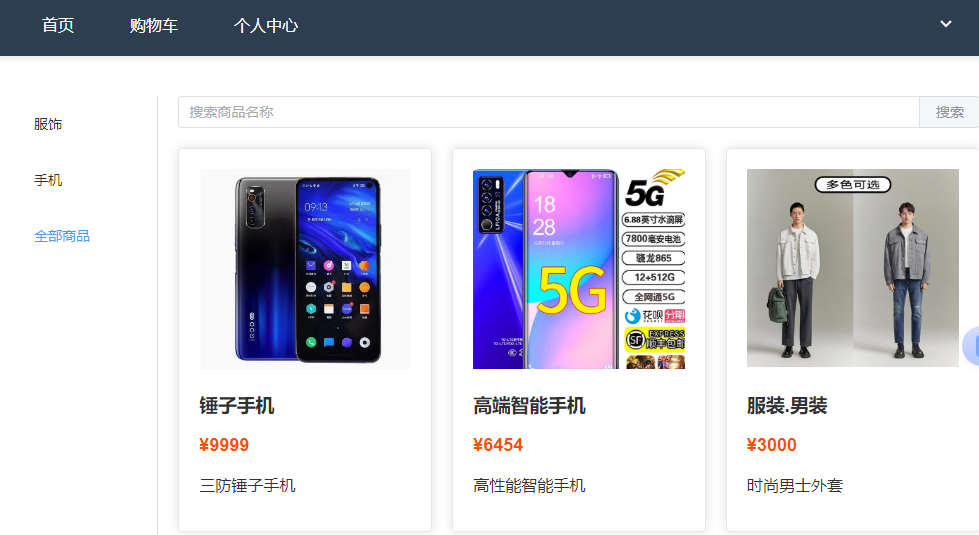 首页
购物车
个人中心
服饰
手机
全部商品
搜索商品名称
搜索
09:13
锤子手机
¥9999
三防锤子手机
18
28
5G
5G
6.88英寸水滴屏
7800毫安电池
骁龙865
12+512G
全网通5G
花呗 分期
SF EXPRESS
顺丰包邮
高端智能手机
¥6454
高性能智能手机
多色可选
服装.男装
¥3000
时尚男士外套